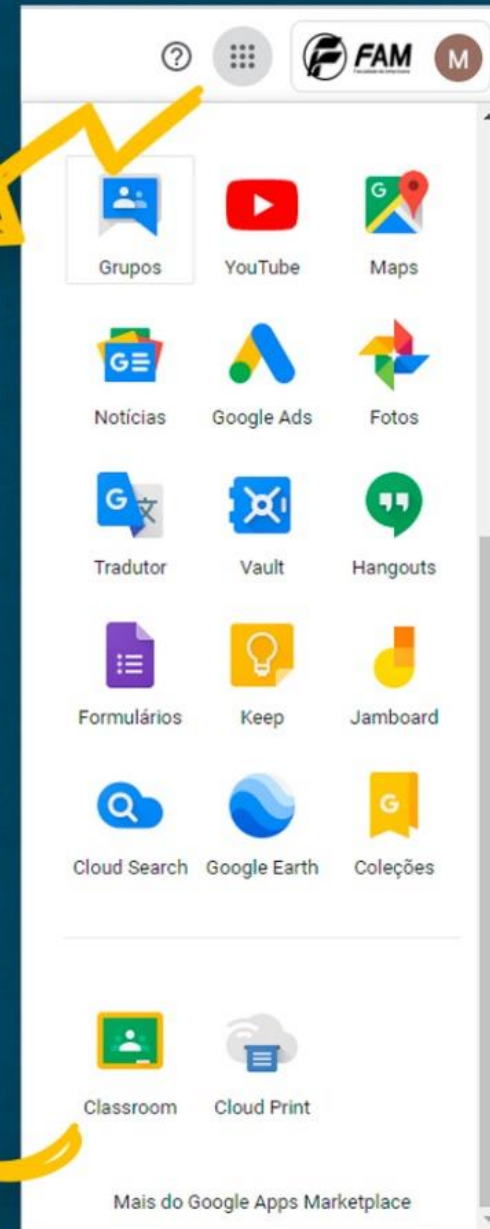 FAM M
Grupos YouTube Maps
Notícias Google Ads Fotos
Tradutor Vault Hangouts
Formulários Keep Jamboard
Cloud Search Google Earth Coleções
Classroom Cloud Print
Mais do Google Apps Marketplace